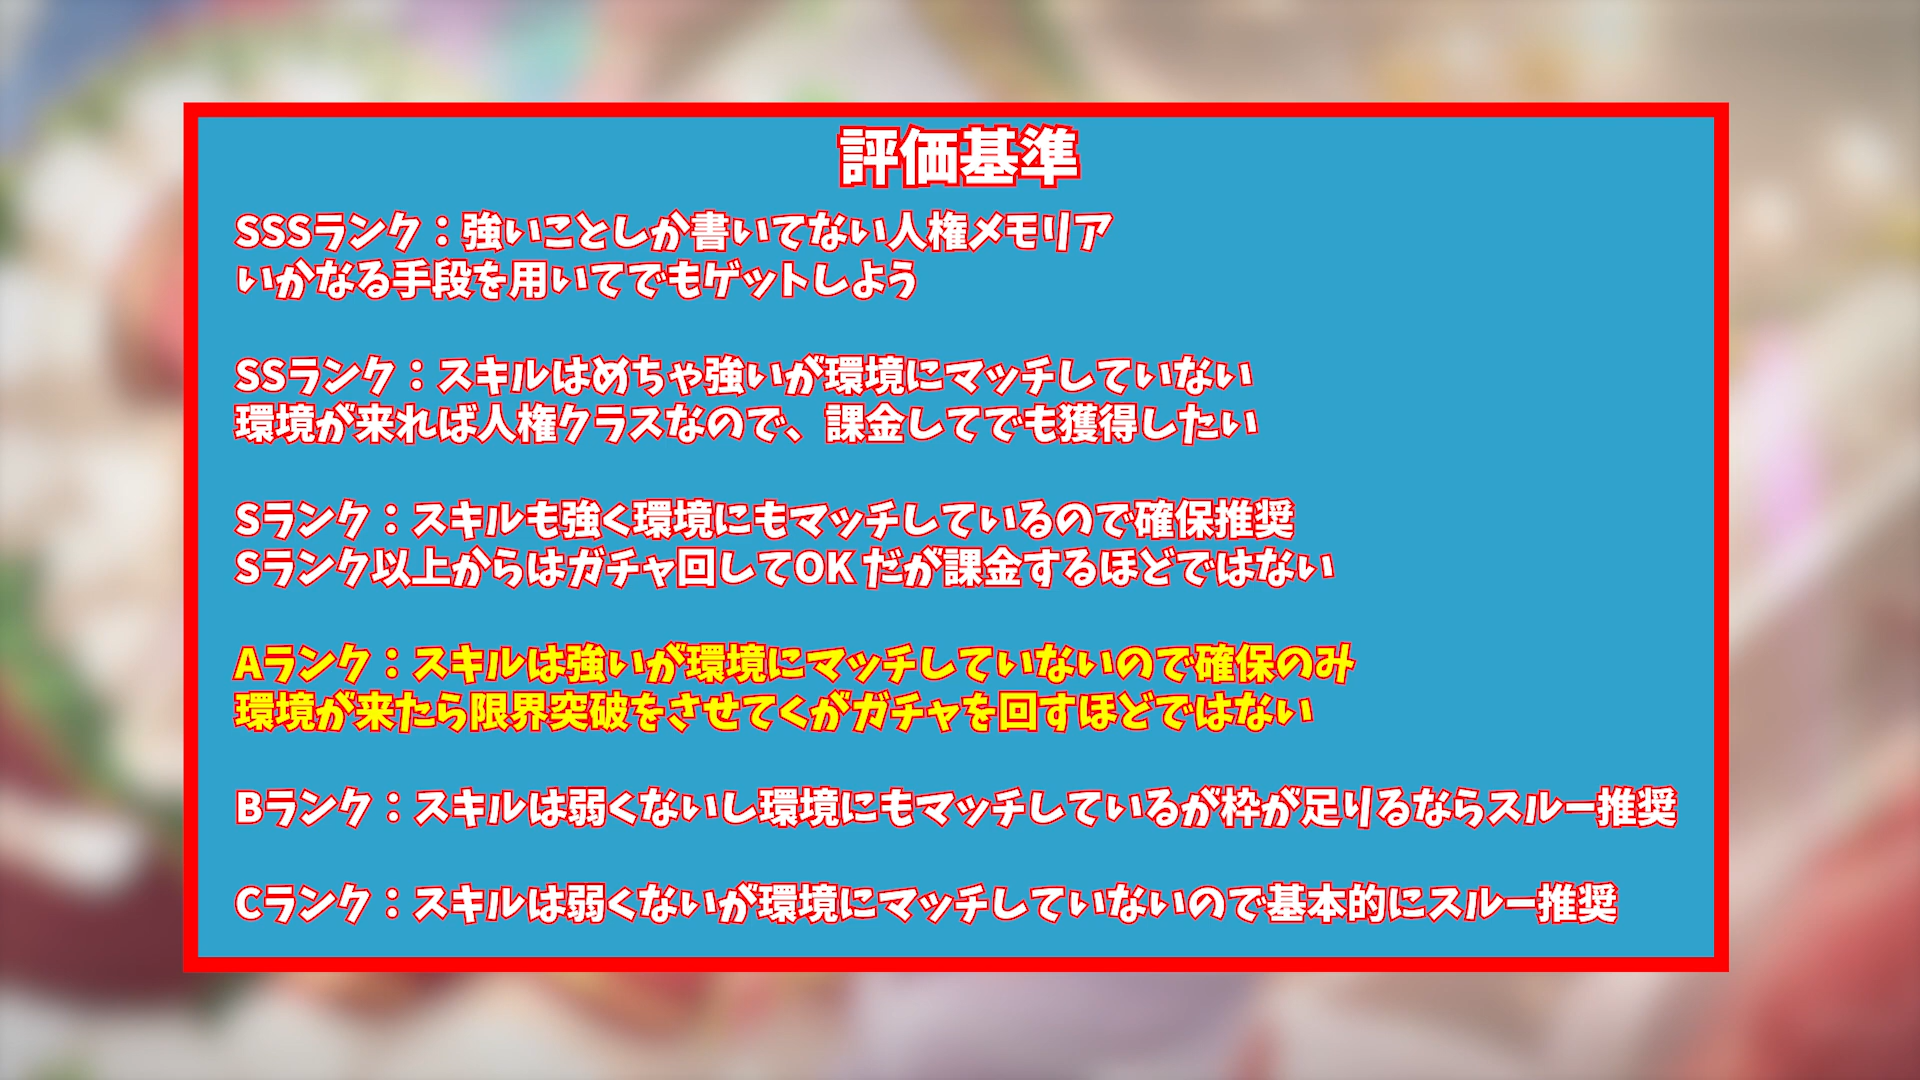 評価基準
SSSランク：強いことしか書いてない人権メモリア
いかなる手段を用いてでもゲットしよう
SSランク：スキルはめちゃ強いが環境にマッチしていない
環境が来れば人権クラスなので、課金してでも獲得したい
Sランク：スキルも強く環境にもマッチしているので確保推奨
Sランク以上からはガチャ回してOKだが課金するほどではない
Aランク：スキルは強いが環境にマッチしていないので確保のみ
環境が来たら限界突破をさせてくがガチャを回すほどではない
Bランク：スキルは弱くないし環境にもマッチしているが枠が足りるならスルー推奨
Cランク：スキルは弱くないが環境にマッチしていないので基本的にスルー推奨